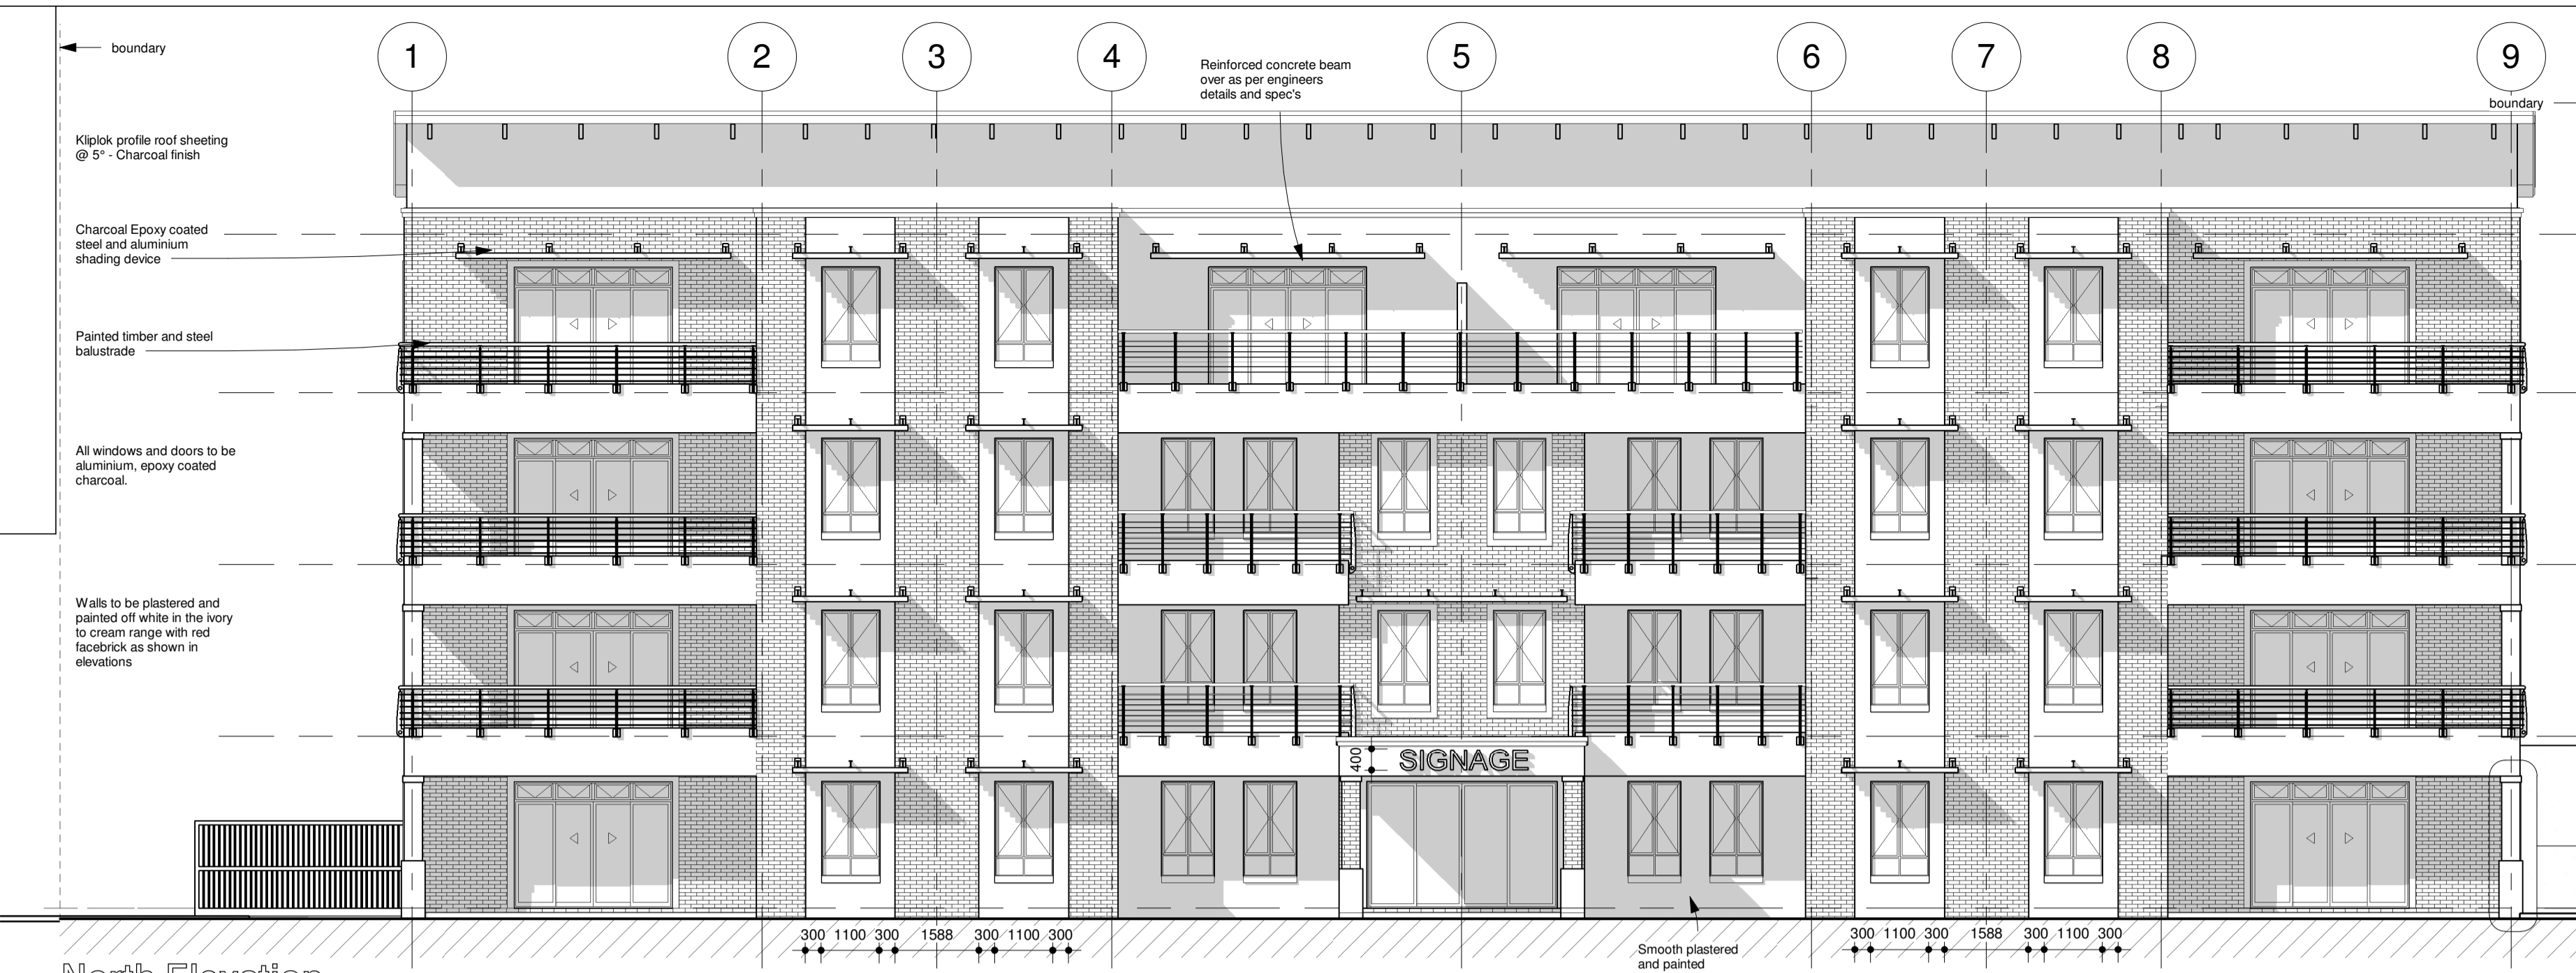 1 2 3 4 5 6 7 8 9
boundary
boundary
Reinforced concrete beam
over as per engineers
details and spec's
Kliplok profile roof sheeting
@ 5° - Charcoal finish
Charcoal Epoxy coated
steel and aluminium
shading device
Painted timber and steel
balustrade
All windows and doors to be
aluminium, epoxy coated
charcoal.
Walls to be plastered and
painted off white in the ivory
to cream range with red
facebrick as shown in
elevations
400
SIGNAGE
300 1100 300 1588 300 1100 300
300 1100 300 1588 300 1100 300
Smooth plastered
and painted
North Elevation